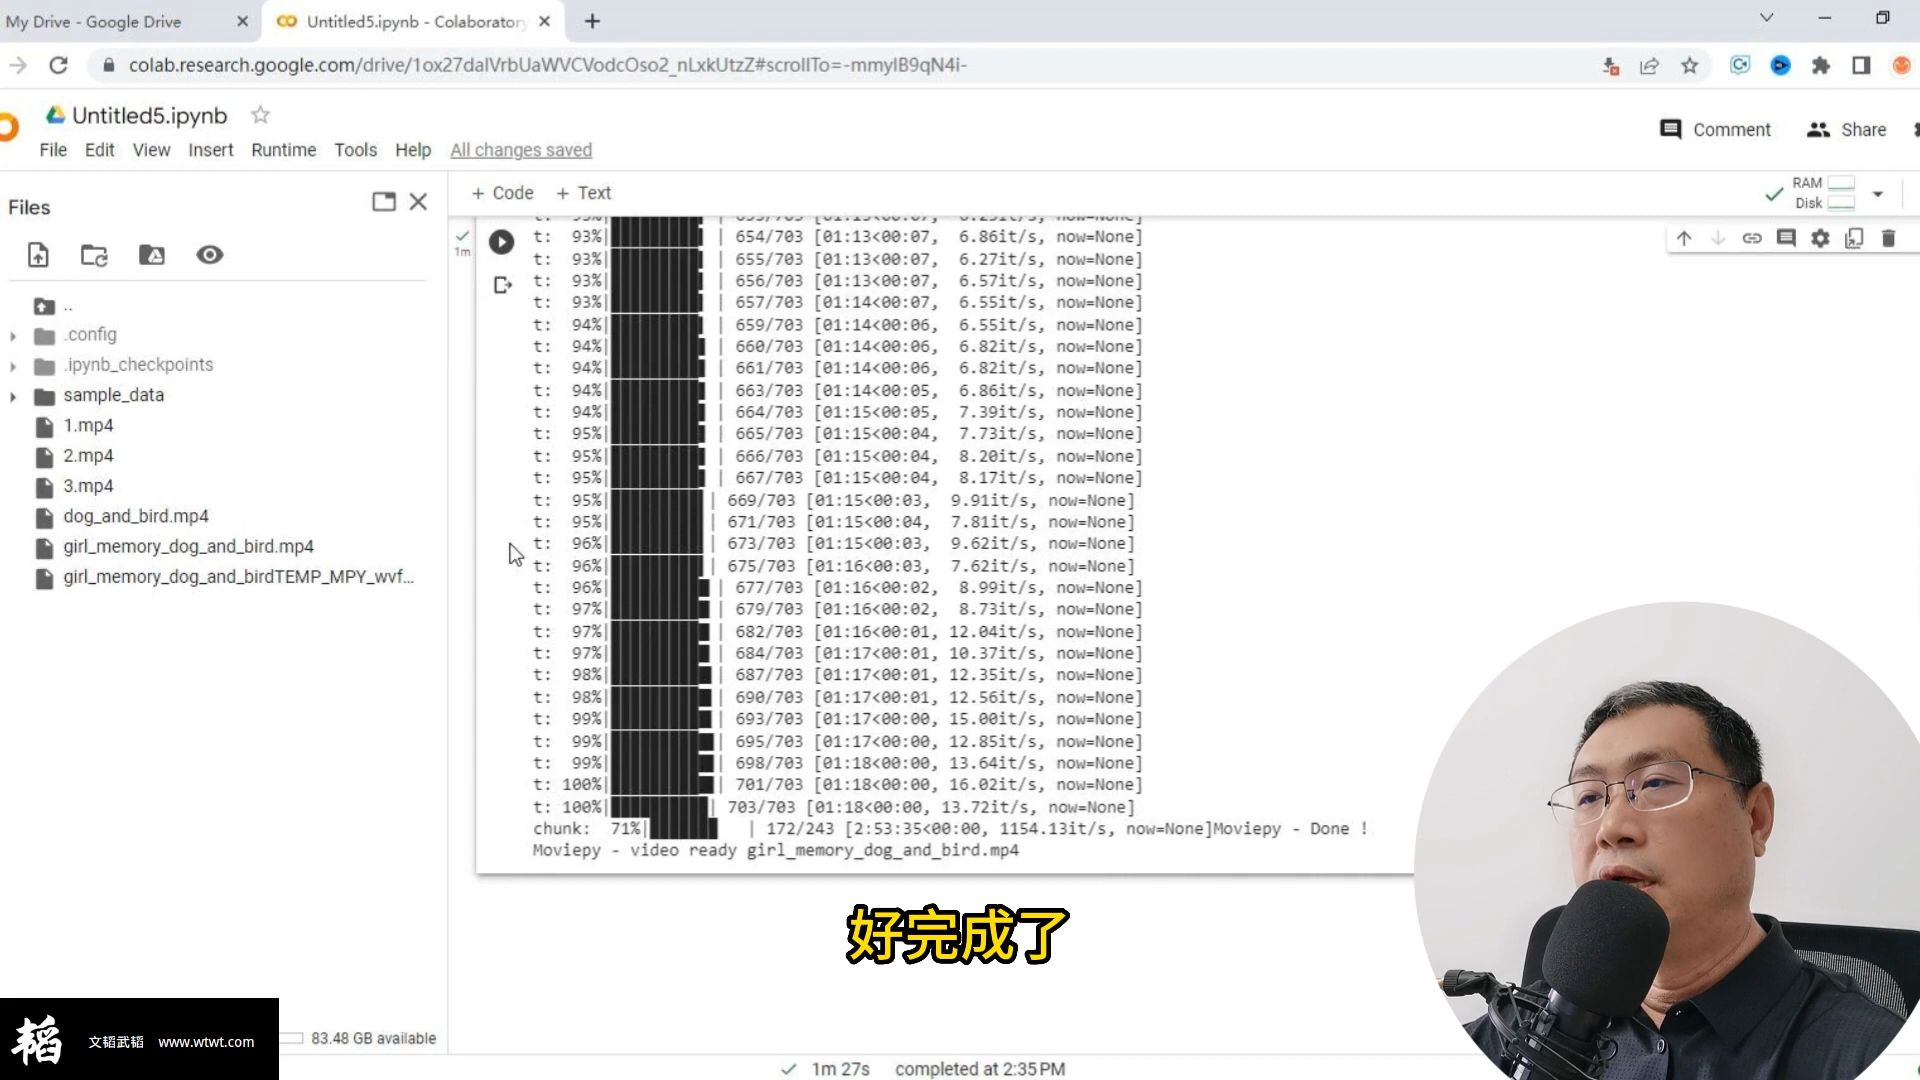 My Drive - Google Drive
Untitled5.ipynb - Colaboratory
Untitled5.ipynb
File Edit View Insert Runtime Tools Help All changes saved
Comment Share
Files
+ Code + Text
RAM
Disk
1m
t: 93%| | 654/703 [01:13<00:07, 6.86it/s, now=None]
t: 93%| | 655/703 [01:13<00:07, 6.27it/s, now=None]
t: 93%| | 656/703 [01:13<00:07, 6.57it/s, now=None]
t: 93%| | 657/703 [01:14<00:07, 6.55it/s, now=None]
t: 94%| | 659/703 [01:14<00:06, 6.55it/s, now=None]
t: 94%| | 660/703 [01:14<00:06, 6.82it/s, now=None]
t: 94%| | 661/703 [01:14<00:06, 6.82it/s, now=None]
t: 94%| | 663/703 [01:14<00:05, 6.86it/s, now=None]
t: 94%| | 664/703 [01:15<00:05, 7.39it/s, now=None]
t: 95%| | 665/703 [01:15<00:04, 7.73it/s, now=None]
t: 95%| | 666/703 [01:15<00:04, 8.20it/s, now=None]
t: 95%| | 667/703 [01:15<00:04, 8.17it/s, now=None]
t: 95%| | 669/703 [01:15<00:03, 9.91it/s, now=None]
t: 95%| | 671/703 [01:15<00:04, 7.81it/s, now=None]
t: 96%| | 673/703 [01:15<00:03, 9.62it/s, now=None]
t: 96%| | 675/703 [01:16<00:03, 7.62it/s, now=None]
t: 96%| | 677/703 [01:16<00:02, 8.99it/s, now=None]
t: 97%| | 679/703 [01:16<00:02, 8.73it/s, now=None]
t: 97%| | 682/703 [01:16<00:01, 12.04it/s, now=None]
t: 97%| | 684/703 [01:17<00:01, 10.37it/s, now=None]
t: 98%| | 687/703 [01:17<00:01, 12.35it/s, now=None]
t: 98%| | 690/703 [01:17<00:01, 12.56it/s, now=None]
t: 99%| | 693/703 [01:17<00:00, 15.00it/s, now=None]
t: 99%| | 695/703 [01:17<00:00, 12.85it/s, now=None]
t: 99%| | 698/703 [01:18<00:00, 13.64it/s, now=None]
t: 100%| | 701/703 [01:18<00:00, 16.02it/s, now=None]
t: 100%| | 703/703 [01:18<00:00, 13.72it/s, now=None]
chunk: 71%| | 172/243 [2:53:35<00:00, 1154.13it/s, now=None]Moviepy - Done !
Moviepy - video ready girl_memory_dog_and_bird.mp4
..
.config
.ipynb_checkpoints
sample_data
1.mp4
2.mp4
3.mp4
dog_and_bird.mp4
girl_memory_dog_and_bird.mp4
girl_memory_dog_and_birdTEMP_MPY_wvf...
好完成了
韬 文韬武韬 www.wtwt.com
83.48 GB available
1m 27s completed at 2:35 PM